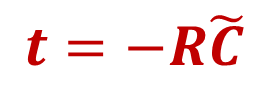 t = −RC̃